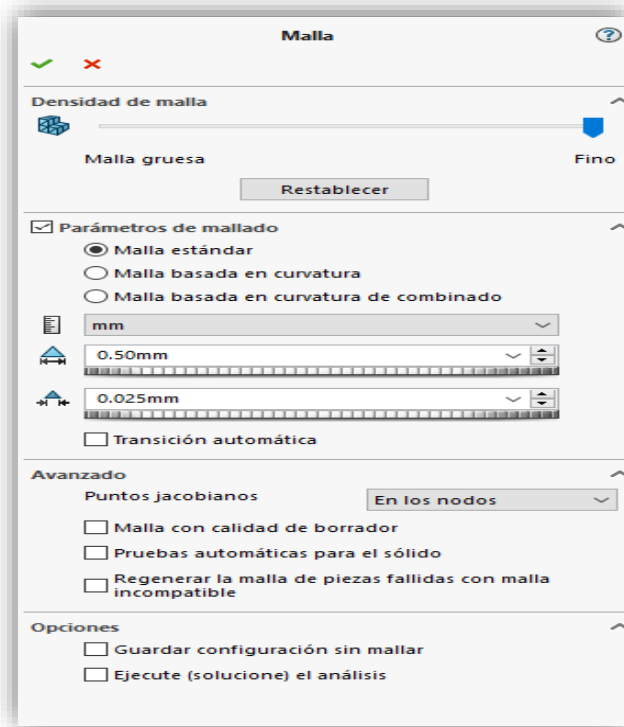 Malla
Densidad de malla
Malla gruesa
Fino
Restablecer
Parámetros de mallado
Malla estándar
Malla basada en curvatura
Malla basada en curvatura de combinado
mm
0.50mm
0.025mm
Transición automática
Avanzado
Puntos jacobianos
En los nodos
Malla con calidad de borrador
Pruebas automáticas para el sólido
Regenerar la malla de piezas fallidas con malla
incompatible
Opciones
Guardar configuración sin mallar
Ejecute (solucione) el análisis